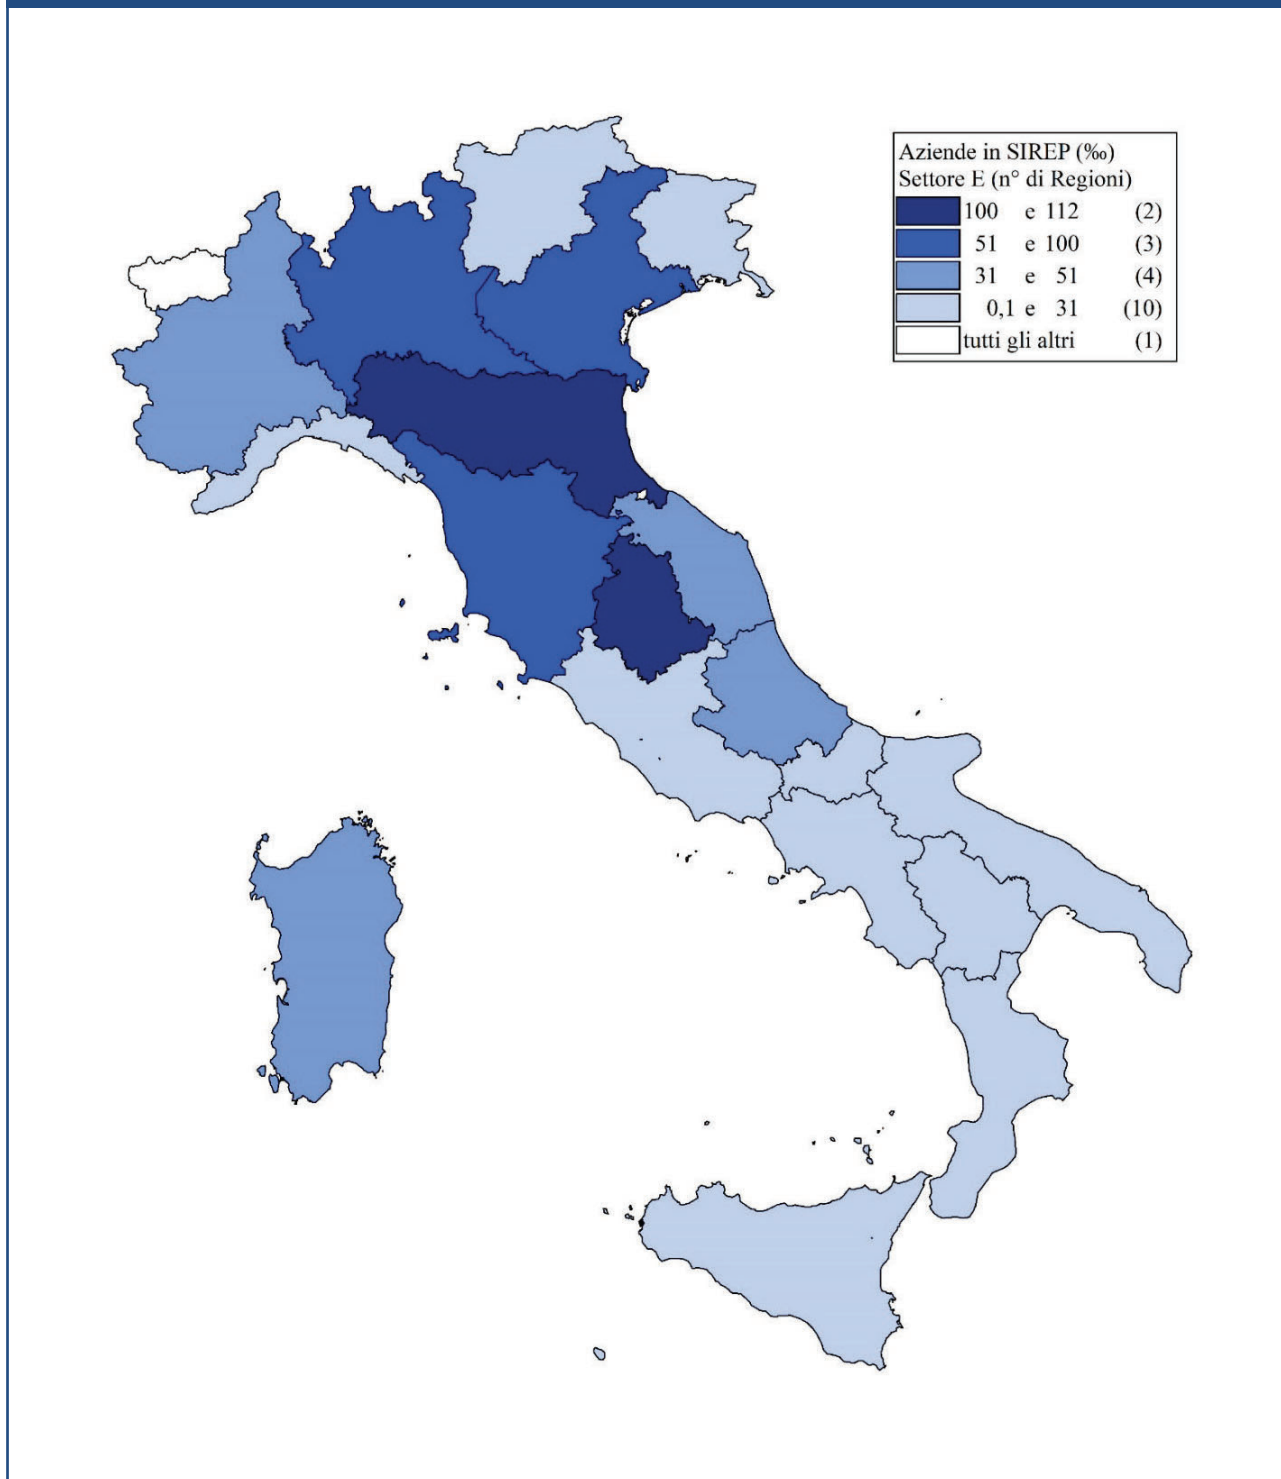 Aziende in SIREP (‰)
Settore E (n° di Regioni)
100 e 112 (2)
51 e 100 (3)
31 e 51 (4)
0,1 e 31 (10)
tutti gli altri (1)